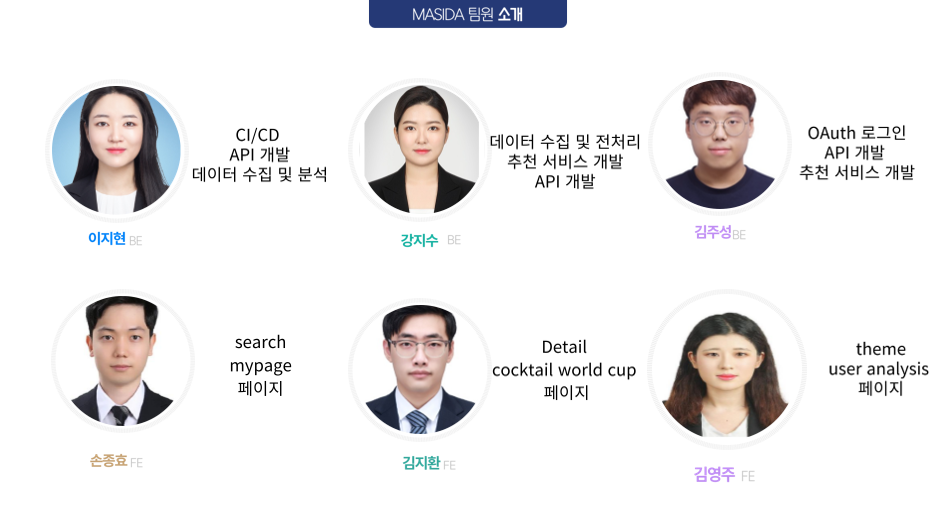 MASIDA 팀원 소개
CI/CD
API 개발
데이터 수집 및 분석
이지현 BE
데이터 수집 및 전처리
추천 서비스 개발
API 개발
강지수 BE
OAuth 로그인
API 개발
추천 서비스 개발
김주성 BE
search
mypage
페이지
손종효 FE
Detail
cocktail world cup
페이지
김지환 FE
theme
user analysis
페이지
김영주 FE